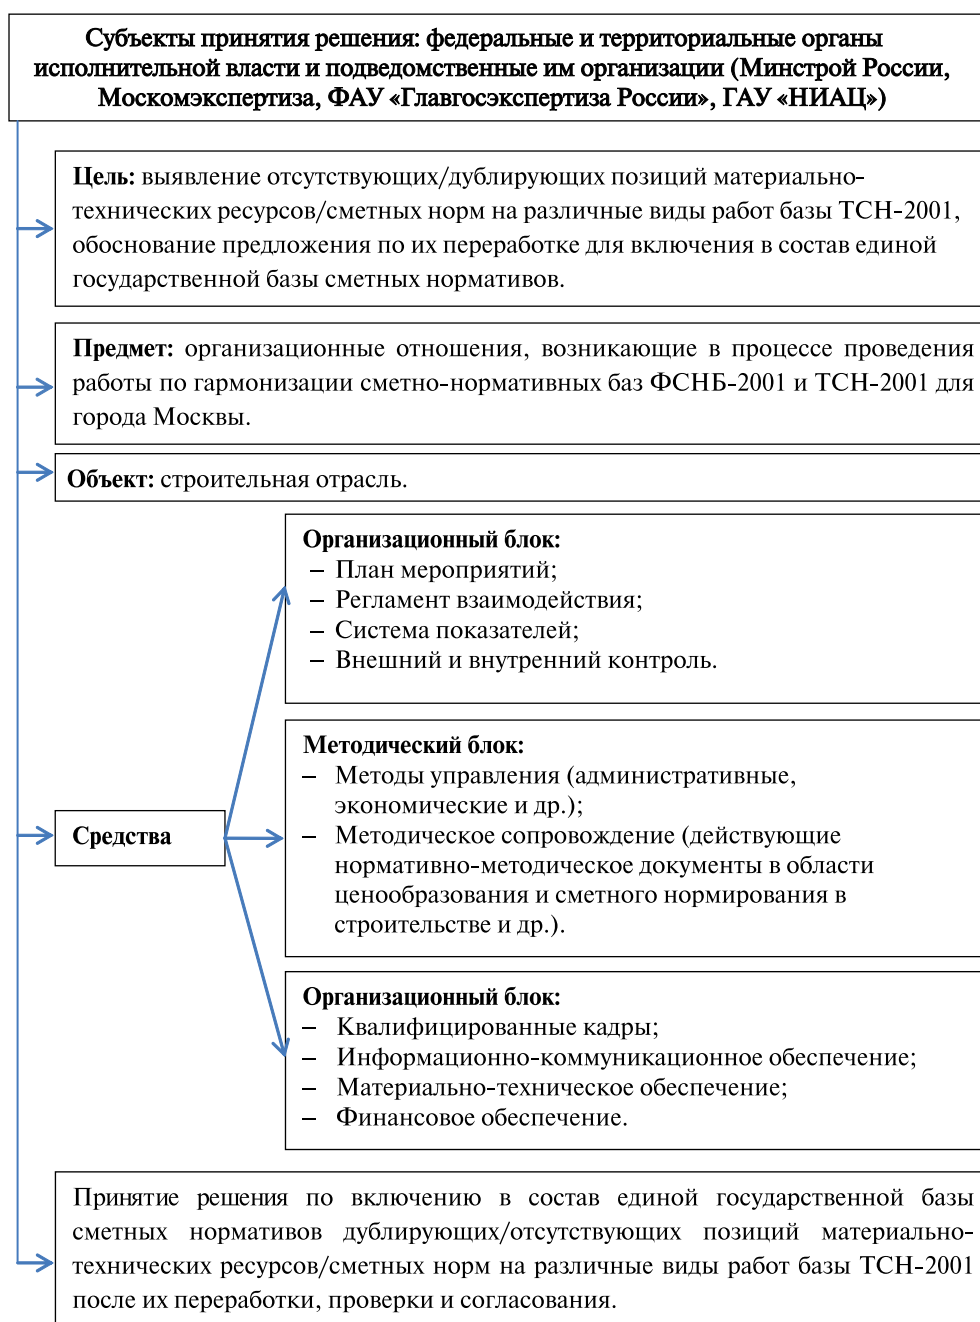 Субъекты принятия решения: федеральные и территориальные органы
исполнительной власти и подведомственные им организации (Минстрой России,
Москомэкспертиза, ФАУ «Главгосэкспертиза России», ГАУ «НИАЦ»)
Цель: выявление отсутствующих/дублирующих позиций материально-
технических ресурсов/сметных норм на различные виды работ базы ТСН-2001,
обоснование предложения по их переработке для включения в состав единой
государственной базы сметных нормативов.
Предмет: организационные отношения, возникающие в процессе проведения
работы по гармонизации сметно-нормативных баз ФСНБ-2001 и ТСН-2001 для
города Москвы.
Объект: строительная отрасль.
Организационный блок:
– План мероприятий;
– Регламент взаимодействия;
– Система показателей;
– Внешний и внутренний контроль.
Средства
Методический блок:
– Методы управления (административные,
экономические и др.);
– Методическое сопровождение (действующие
нормативно-методическое документы в области
ценообразования и сметного нормирования в
строительстве и др.).
Организационный блок:
– Квалифицированные кадры;
– Информационно-коммуникационное обеспечение;
– Материально-техническое обеспечение;
– Финансовое обеспечение.
Принятие решения по включению в состав единой государственной базы
сметных нормативов дублирующих/отсутствующих позиций материально-
технических ресурсов/сметных норм на различные виды работ базы ТСН-2001
после их переработки, проверки и согласования.